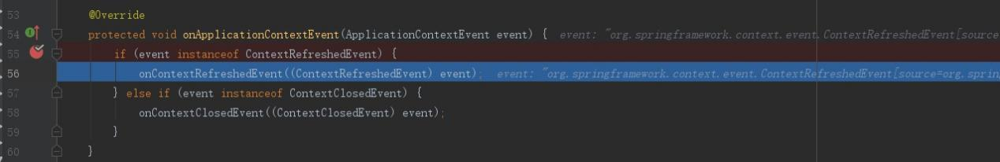 53 @Override
54 protected void onApplicationContextEvent(ApplicationContextEvent event) { event: "org.springframework.context.event.ContextRefreshedEvent[source
55 if (event instanceof ContextRefreshedEvent) {
56 onContextRefreshedEvent((ContextRefreshedEvent) event); event: "org.springframework.context.event.ContextRefreshedEvent[source=org.sprin
57 } else if (event instanceof ContextClosedEvent) {
58 onContextClosedEvent((ContextClosedEvent) event);
59 }
60 }